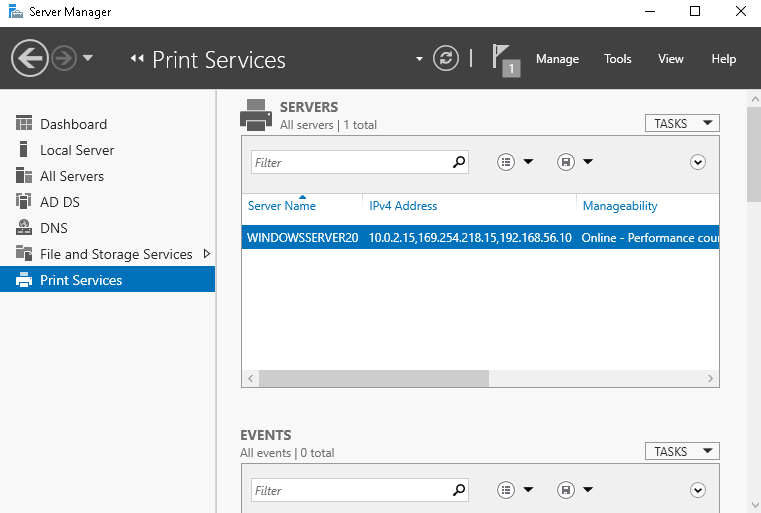 Server Manager
Print Services
1
Manage Tools View Help
Dashboard
Local Server
All Servers
AD DS
DNS
File and Storage Services
Print Services
SERVERS
All servers | 1 total
TASKS
Filter
Server Name IPv4 Address Manageability
WINDOWSSERVER20 10.0.2.15,169.254.218.15,192.168.56.10 Online - Performance cour
EVENTS
All events | 0 total
TASKS
Filter